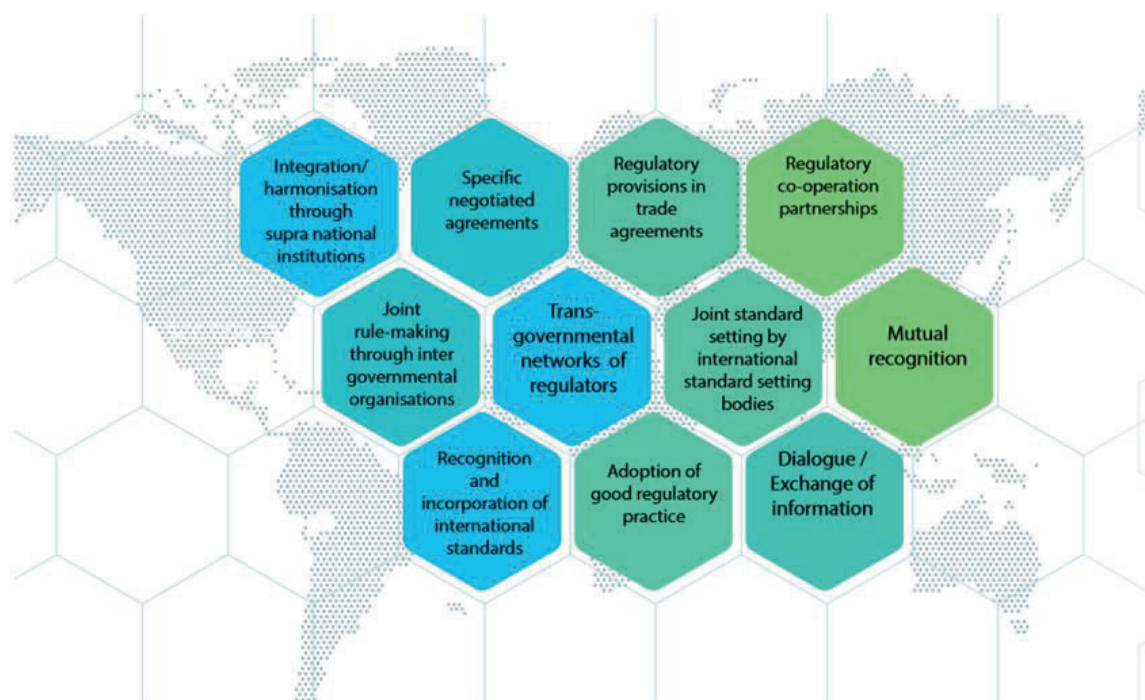 Integration/
harmonisation
through
supra national
institutions
Specific
negotiated
agreements
Regulatory
provisions in
trade
agreements
Regulatory
co-operation
partnerships
Joint
rule-making
through inter
governmental
organisations
Trans-
governmental
networks of
regulators
Joint standard
setting by
international
standard setting
bodies
Mutual
recognition
Recognition
and
incorporation of
international
standards
Adoption of
good regulatory
practice
Dialogue /
Exchange of
information